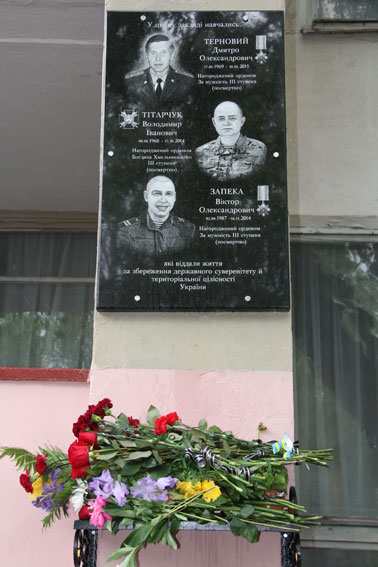 У цьому закладі навчались:
ТЕРНОВИЙ
Дмитро
Олександрович
Нагороджений орденом
За мужність III ступеня
(посмертно)
ТІТАРЧУК
Володимир
Іванович
Нагороджений орденом
Богдана Хмельницького
III ступеня
(посмертно)
ЗАПЕКА
Віктор
Олександрович
Нагороджений орденом
За мужність III ступеня
(посмертно)
які віддали життя
за збереження державного суверенітету й
територіальної цілісності
України